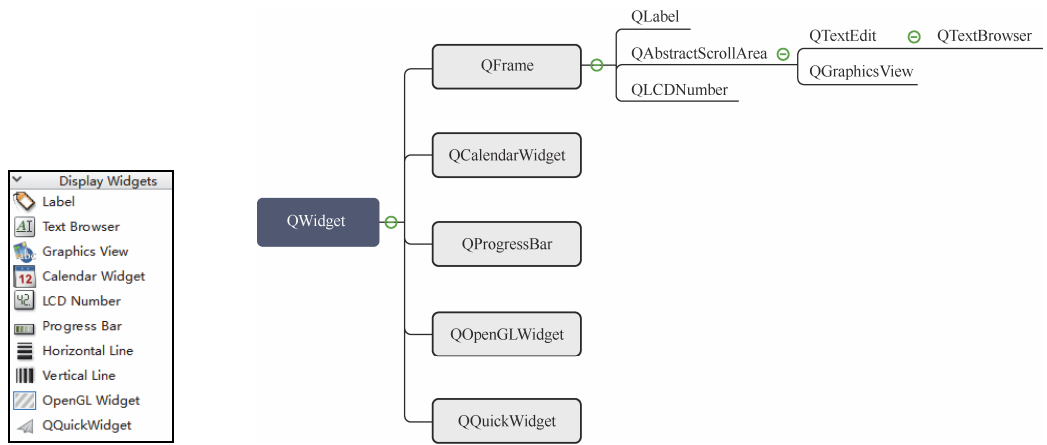 Display Widgets
Label
Text Browser
Graphics View
Calendar Widget
LCD Number
Progress Bar
Horizontal Line
Vertical Line
OpenGL Widget
QQuickWidget
QWidget
QFrame
QLabel
QAbstractScrollArea
QTextEdit
QTextBrowser
QGraphicsView
QLCDNumber
QCalendarWidget
QProgressBar
QOpenGLWidget
QQuickWidget